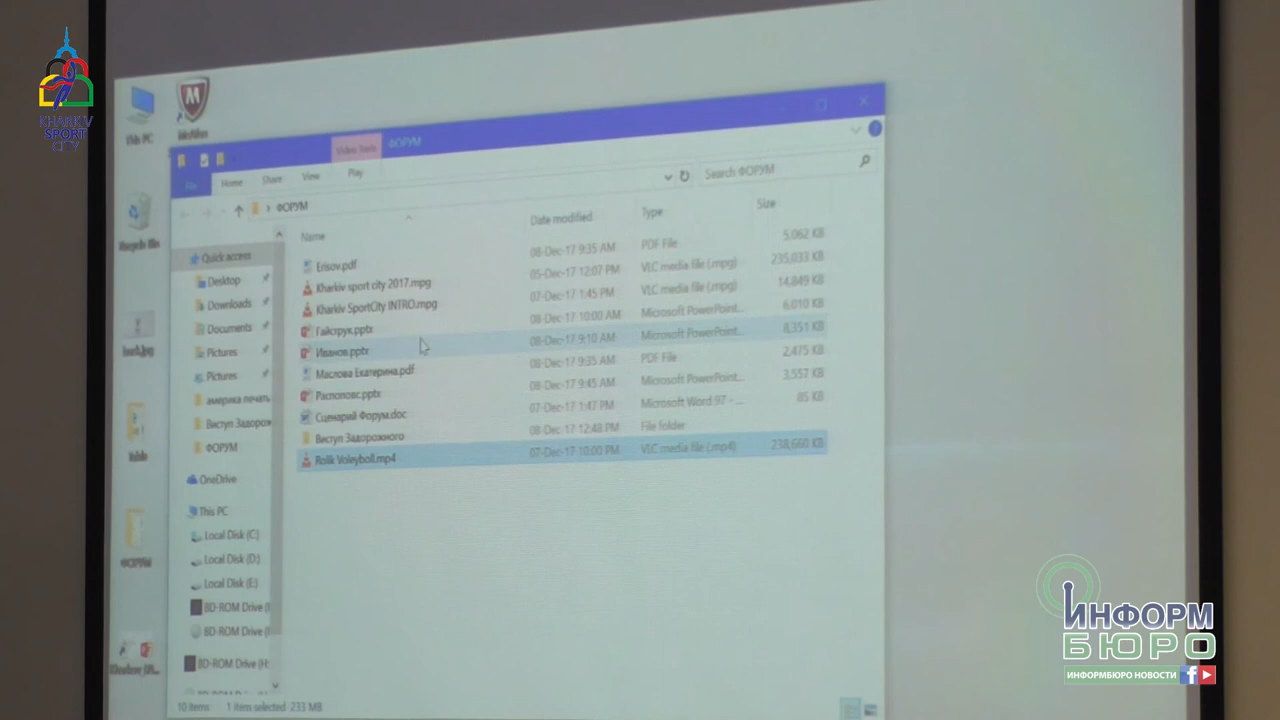 KHARKIV
SPORT
CITY
This PC
McAfee
Video Tools
ФОРУМ
File
Home
Share
View
Play
ФОРУМ
Search ФОРУМ
Name
Date modified
Type
Size
Erisov.pdf
08-Dec-17 9:35 AM
PDF File
5,062 KB
Kharkiv sport city 2017.mpg
05-Dec-17 12:07 PM
VLC media file (.mpg)
235,033 KB
Kharkiv SportCity INTRO.mpg
07-Dec-17 1:45 PM
VLC media file (.mpg)
14,849 KB
Гайструк.pptx
08-Dec-17 10:00 AM
Microsoft PowerPoint...
6,010 KB
Иванов.pptx
08-Dec-17 9:10 AM
Microsoft PowerPoint...
8,351 KB
Маслова Екатерина.pdf
08-Dec-17 9:35 AM
PDF File
2,475 KB
Располовс.pptx
08-Dec-17 9:45 AM
Microsoft PowerPoint...
3,557 KB
Сценарий Форум.doc
07-Dec-17 1:47 PM
Microsoft Word 97 - ...
85 KB
Виступ Задорожного
08-Dec-17 12:48 PM
File folder
Rolik Voleyboll.mp4
07-Dec-17 10:00 PM
VLC media file (.mp4)
238,660 KB
Quick access
Desktop
Downloads
Documents
Pictures
Pictures
америка печать
Виступ Задорож
ФОРУМ
OneDrive
This PC
Local Disk (C:)
Local Disk (D:)
Local Disk (E:)
BD-ROM Drive (
BD-ROM Drive (
BD-ROM Drive (H:
10 items
1 item selected 233 MB
Recycle Bin
ФОРУМ
ИНФОРМ
БЮРО
ИНФОРМБЮРО НОВОСТИ